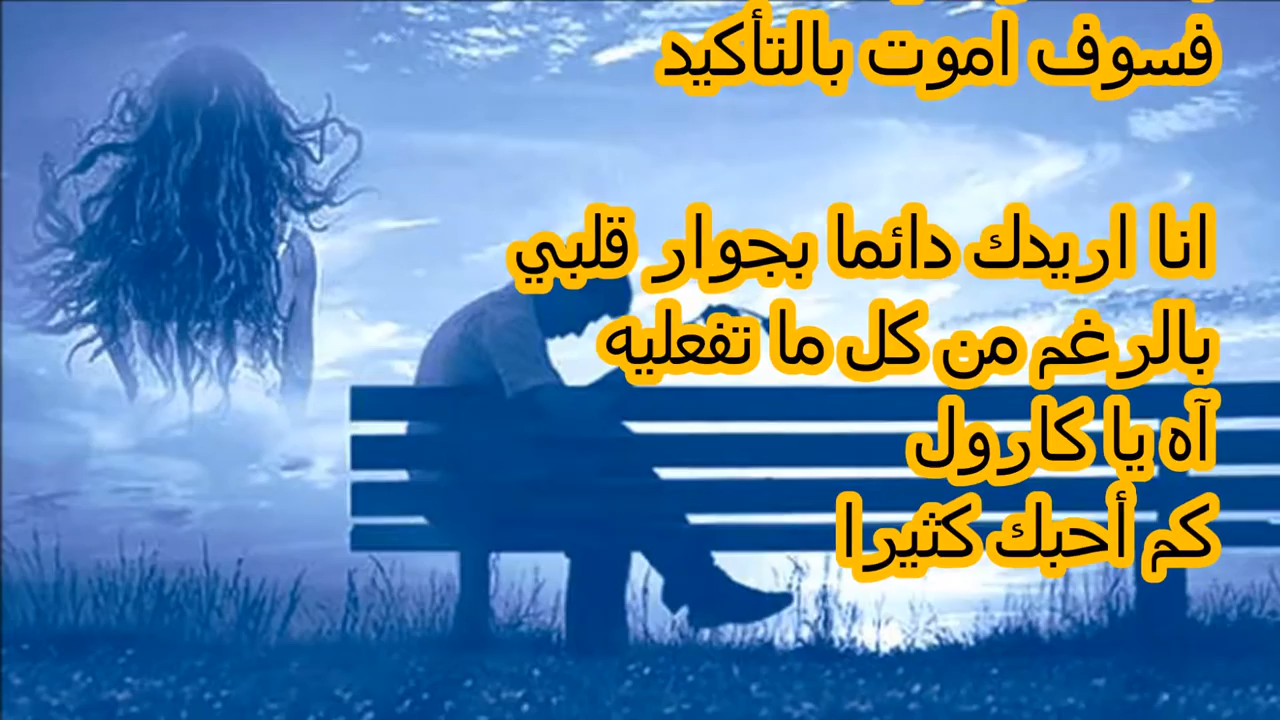 فسوف اموت بالتأكيد
انا اريدك دائما بجوار قلبي
بالرغم من كل ما تفعليه
آه يا كارول
كم أحبك كثيرا